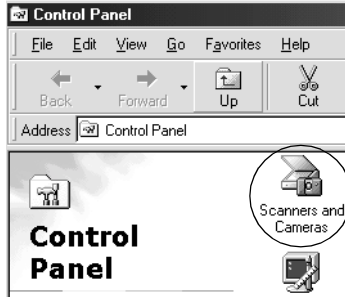 Control Panel
File Edit View Go Favorites Help
Back Forward Up Cut
Address Control Panel
Control
Panel
Scanners and
Cameras